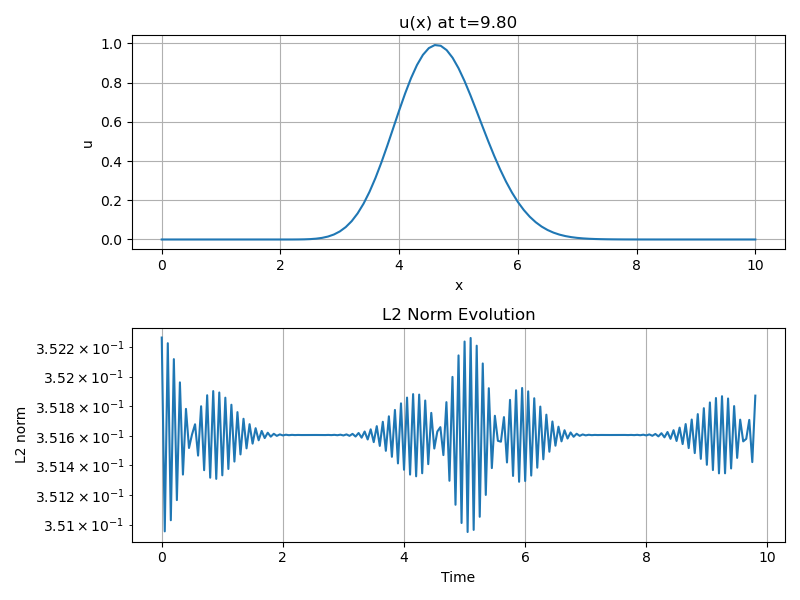 u(x) at t=9.80
1.0
0.8
0.6
0.4
0.2
0.0
u
0 2 4 6 8 10
x
L2 Norm Evolution
3.522 × 10⁻¹
3.52 × 10⁻¹
3.518 × 10⁻¹
3.516 × 10⁻¹
3.514 × 10⁻¹
3.512 × 10⁻¹
3.51 × 10⁻¹
L2 norm
0 2 4 6 8 10
Time